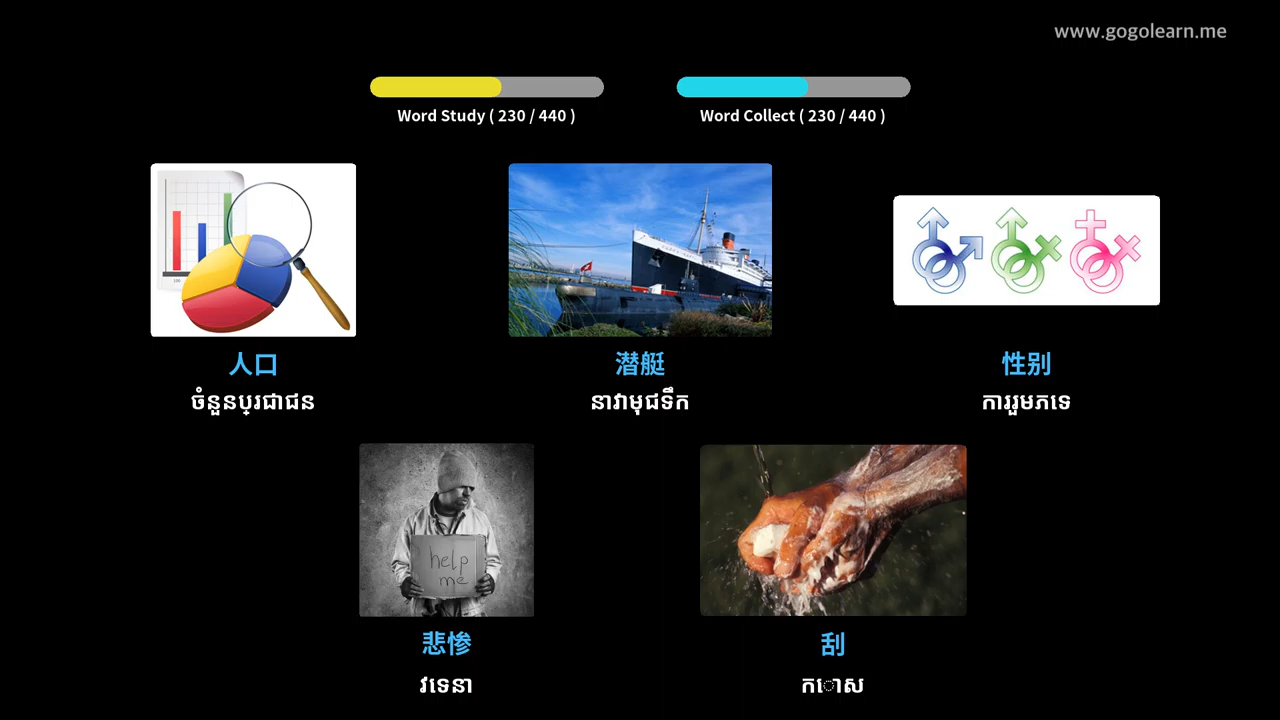 www.gogolearn.me
Word Study ( 230 / 440 )
Word Collect ( 230 / 440 )
人口
潜艇
性别
ចំនួនប្រជាជន
នាវាមុជទឹក
ការរួមភេទ
help
me
悲惨
刮
វេទនា
កោស